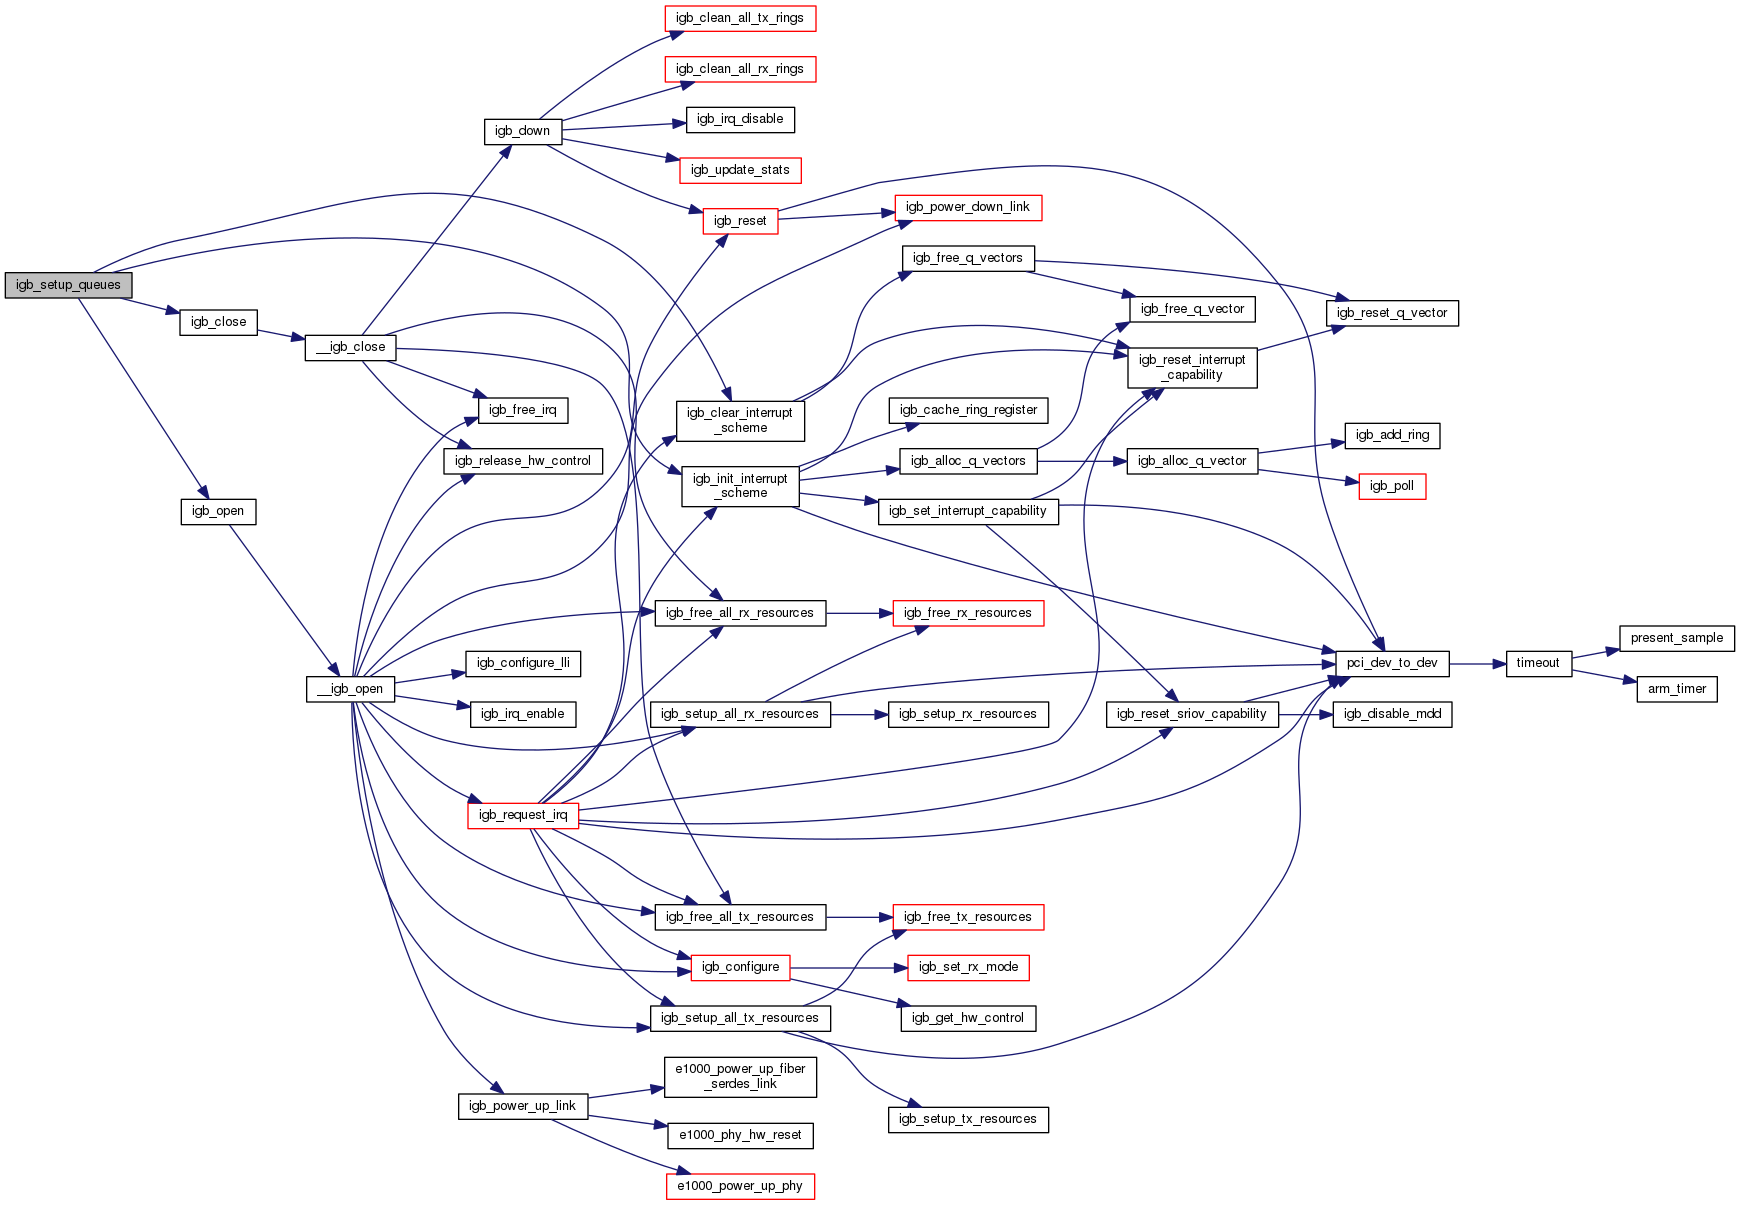 igb_clean_all_tx_rings
igb_clean_all_rx_rings
igb_irq_disable
igb_down
igb_update_stats
igb_reset
igb_power_down_link
igb_free_q_vectors
igb_setup_queues
igb_close
igb_free_q_vector
igb_reset_q_vector
__igb_close
igb_reset_interrupt
_capability
igb_free_irq
igb_clear_interrupt
_scheme
igb_cache_ring_register
igb_add_ring
igb_release_hw_control
igb_alloc_q_vectors
igb_alloc_q_vector
igb_init_interrupt
_scheme
igb_poll
igb_open
igb_set_interrupt_capability
igb_free_all_rx_resources
igb_free_rx_resources
present_sample
igb_configure_lli
pci_dev_to_dev
timeout
__igb_open
arm_timer
igb_irq_enable
igb_setup_all_rx_resources
igb_setup_rx_resources
igb_reset_sriov_capability
igb_disable_mdd
igb_request_irq
igb_free_all_tx_resources
igb_free_tx_resources
igb_configure
igb_set_rx_mode
igb_setup_all_tx_resources
igb_get_hw_control
e1000_power_up_fiber
_serdes_link
igb_power_up_link
igb_setup_tx_resources
e1000_phy_hw_reset
e1000_power_up_phy